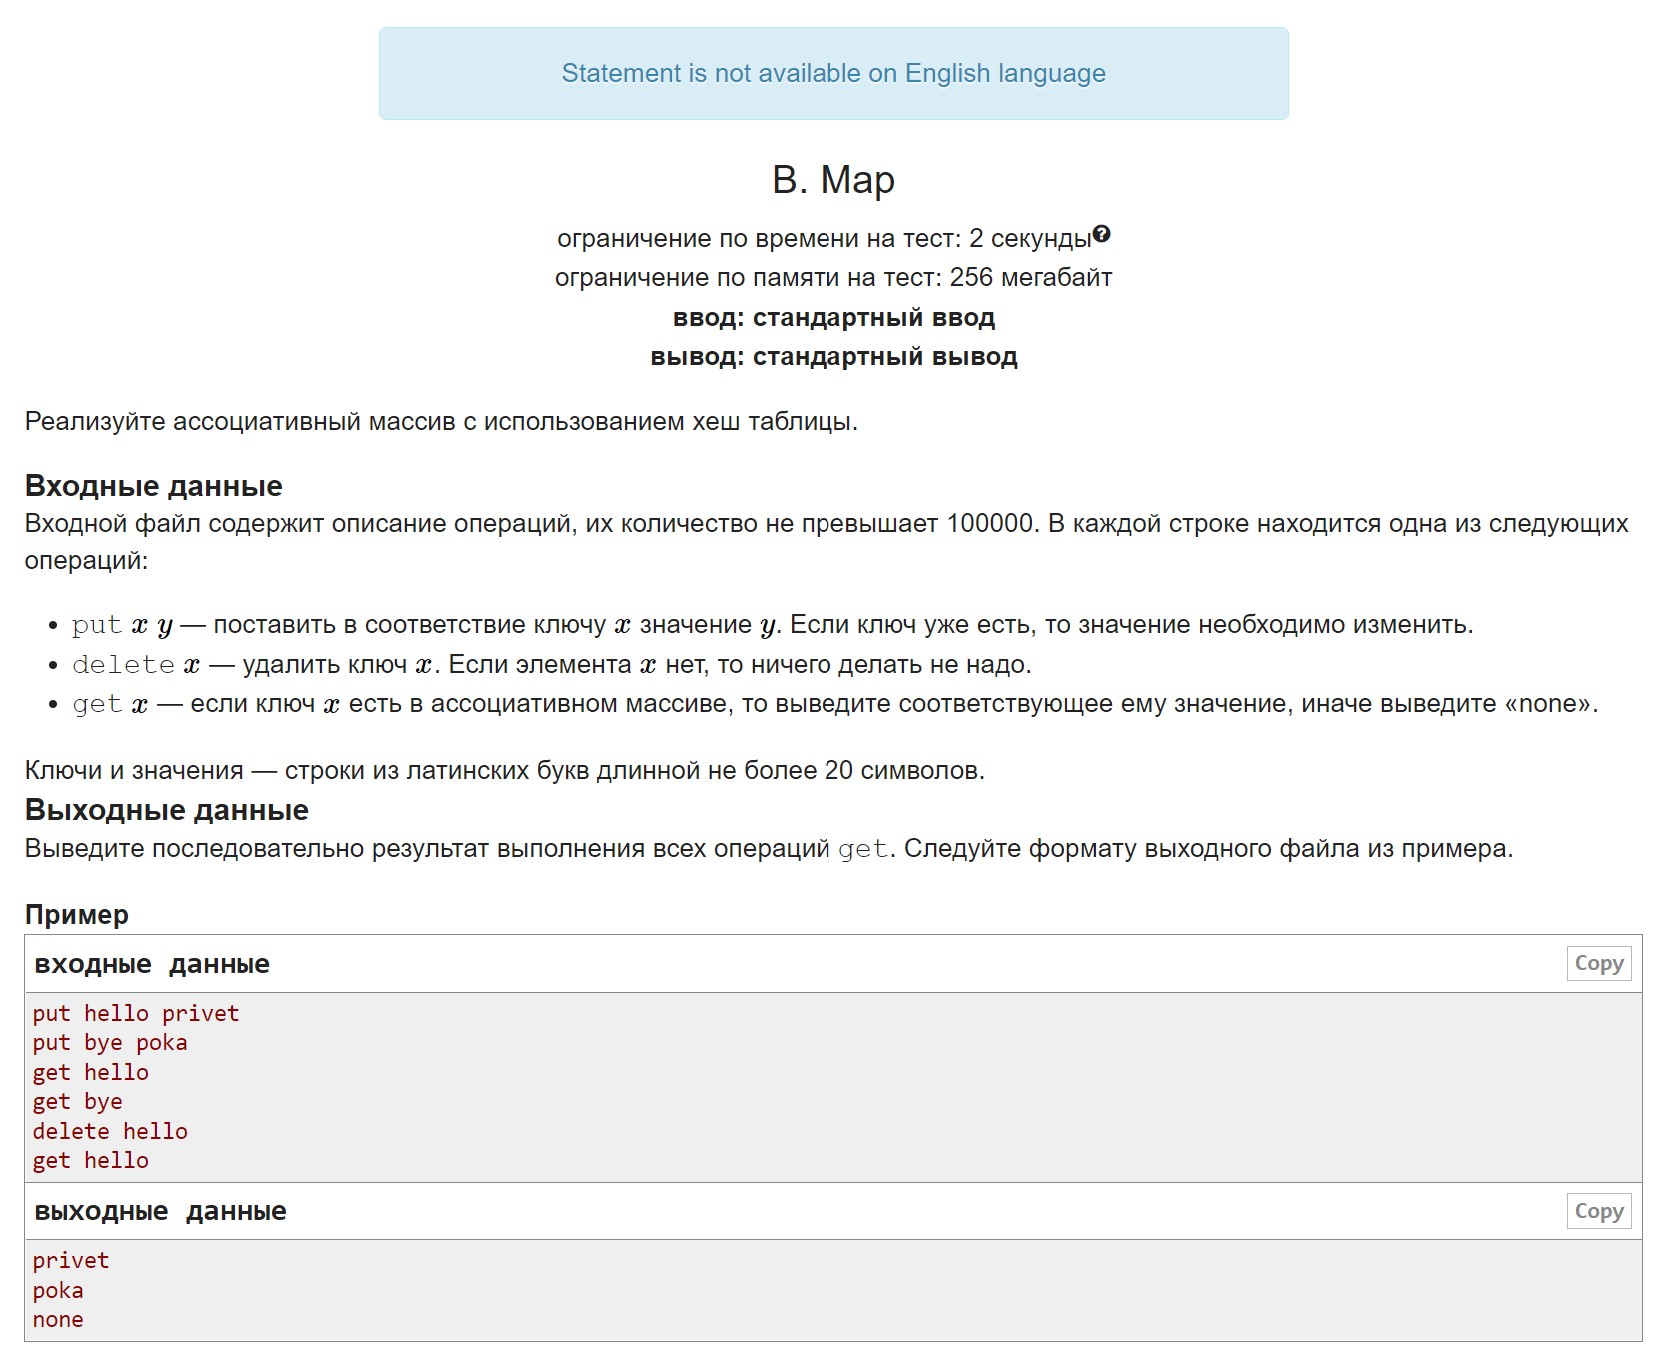 Statement is not available on English language
B. Map
ограничение по времени на тест: 2 секунды?
ограничение по памяти на тест: 256 мегабайт
ввод: стандартный ввод
вывод: стандартный вывод
Реализуйте ассоциативный массив с использованием хеш таблицы.
Входные данные
Входной файл содержит описание операций, их количество не превышает 100000. В каждой строке находится одна из следующих
операций:
• put x y — поставить в соответствие ключу x значение y. Если ключ уже есть, то значение необходимо изменить.
• delete x — удалить ключ x. Если элемента x нет, то ничего делать не надо.
• get x — если ключ x есть в ассоциативном массиве, то выведите соответствующее ему значение, иначе выведите «none».
Ключи и значения — строки из латинских букв длинной не более 20 символов.
Выходные данные
Выведите последовательно результат выполнения всех операций get. Следуйте формату выходного файла из примера.
Пример
входные данные
Copy
put hello privet
put bye poka
get hello
get bye
delete hello
get hello
выходные данные
Copy
privet
poka
none